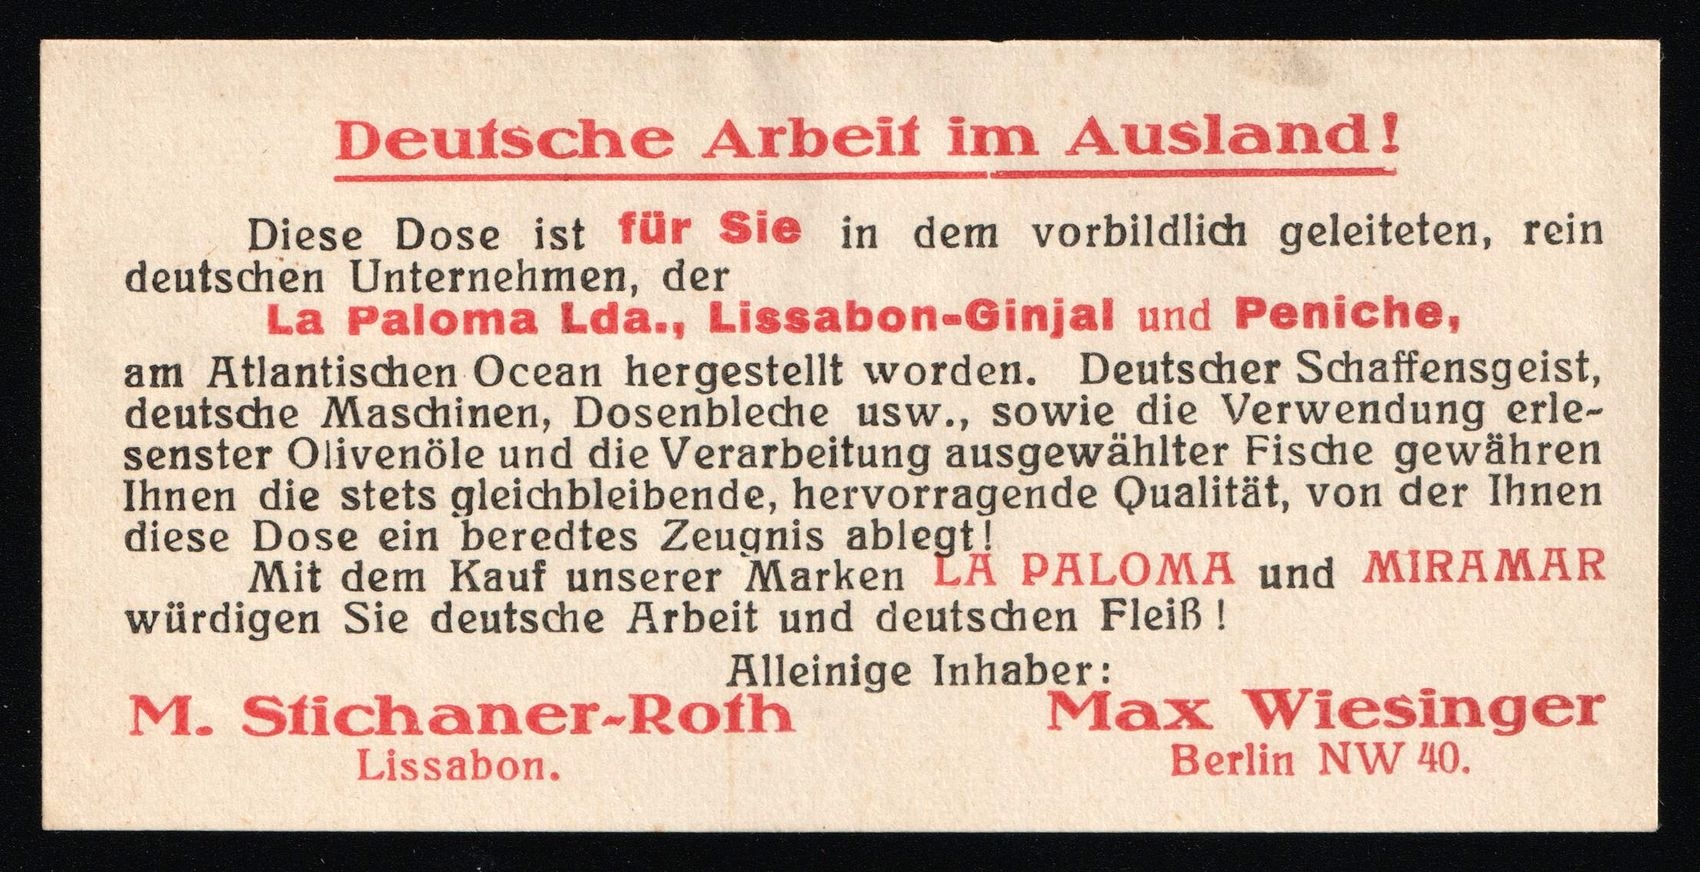 Deutsche Arbeit im Ausland!
Diese Dose ist für Sie in dem vorbildlich geleiteten, rein
deutschen Unternehmen, der
La Paloma Lda., Lissabon-Ginjal und Peniche,
am Atlantischen Ocean hergestellt worden. Deutscher Schaffensgeist,
deutsche Maschinen, Dosenbleche usw., sowie die Verwendung erle-
senster Olivenöle und die Verarbeitung ausgewählter Fische gewähren
Ihnen die stets gleichbleibende, hervorragende Qualität, von der Ihnen
diese Dose ein beredtes Zeugnis ablegt!
Mit dem Kauf unserer Marken LA PALOMA und MIRAMAR
würdigen Sie deutsche Arbeit und deutschen Fleiß!
Alleinige Inhaber:
M. Stichaner-Roth Max Wiesinger
Lissabon. Berlin NW 40.